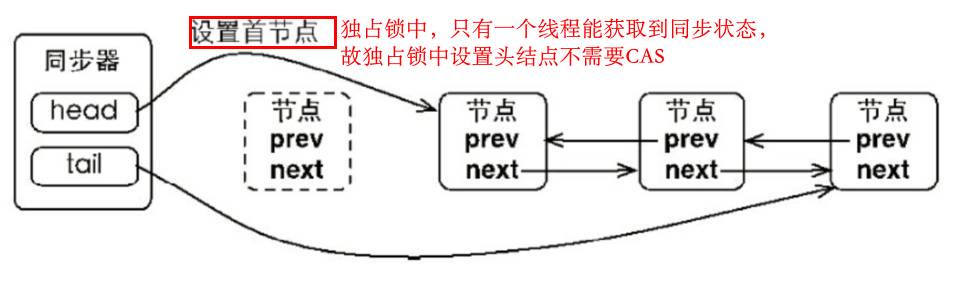 设置首节点
独占锁中，只有一个线程能获取到同步状态，
故独占锁中设置头结点不需要CAS
同步器
head
tail
节点
prev
next
节点
prev
next
节点
prev
next
节点
prev
next